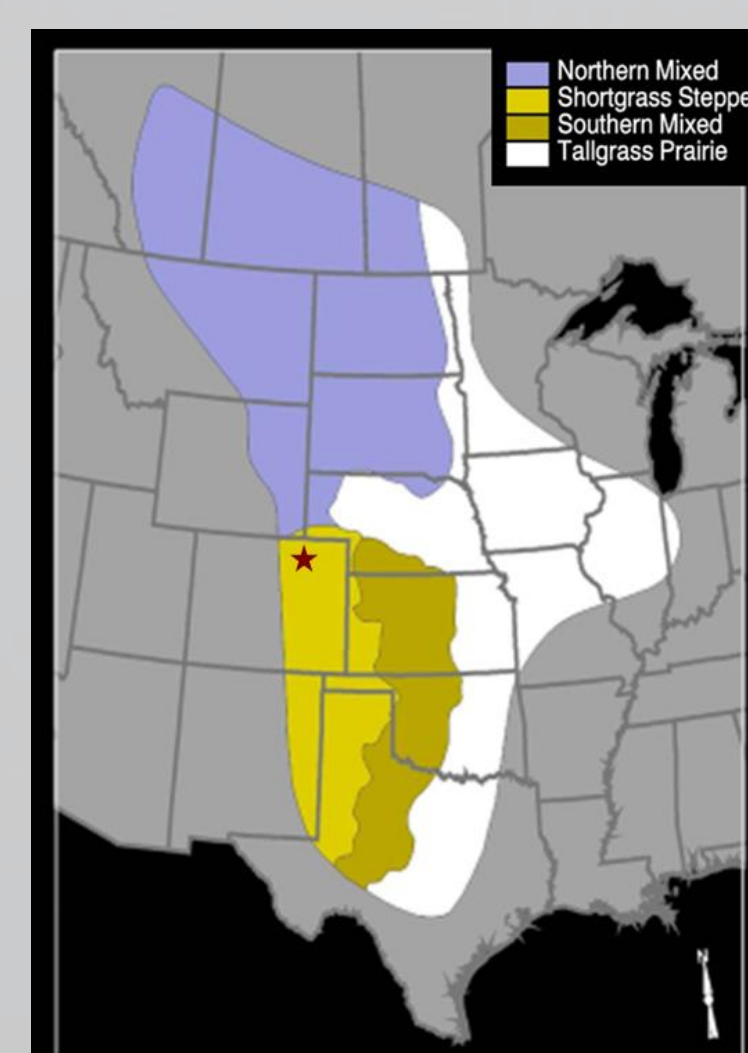 Northern Mixed
Shortgrass Steppe
Southern Mixed
Tallgrass Prairie
N